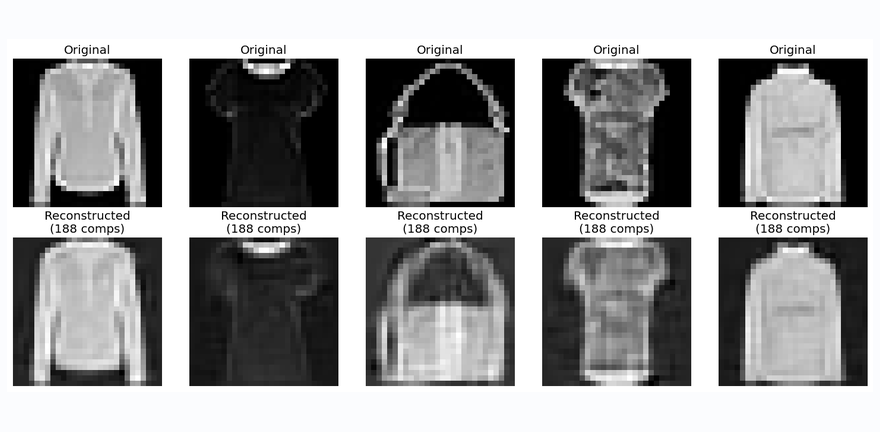 Original
Original
Original
Original
Original
Reconstructed
(188 comps)
Reconstructed
(188 comps)
Reconstructed
(188 comps)
Reconstructed
(188 comps)
Reconstructed
(188 comps)